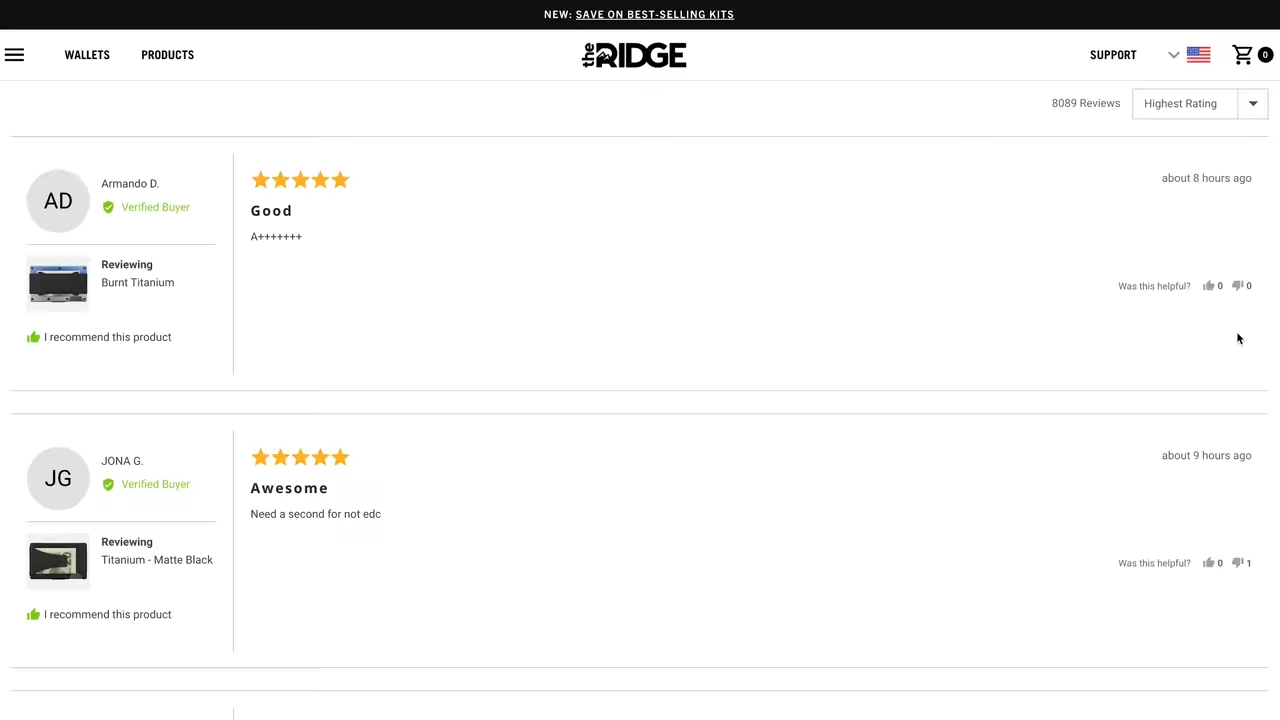 NEW: SAVE ON BEST-SELLING KITS
WALLETS PRODUCTS the RIDGE SUPPORT 0
8089 Reviews Highest Rating
AD Armando D. about 8 hours ago
Verified Buyer
Good
A+++++++
Reviewing
Burnt Titanium
Was this helpful? 0 0
I recommend this product
JG JONA G. about 9 hours ago
Verified Buyer
Awesome
Need a second for not edc
Reviewing
Titanium - Matte Black
Was this helpful? 0 1
I recommend this product